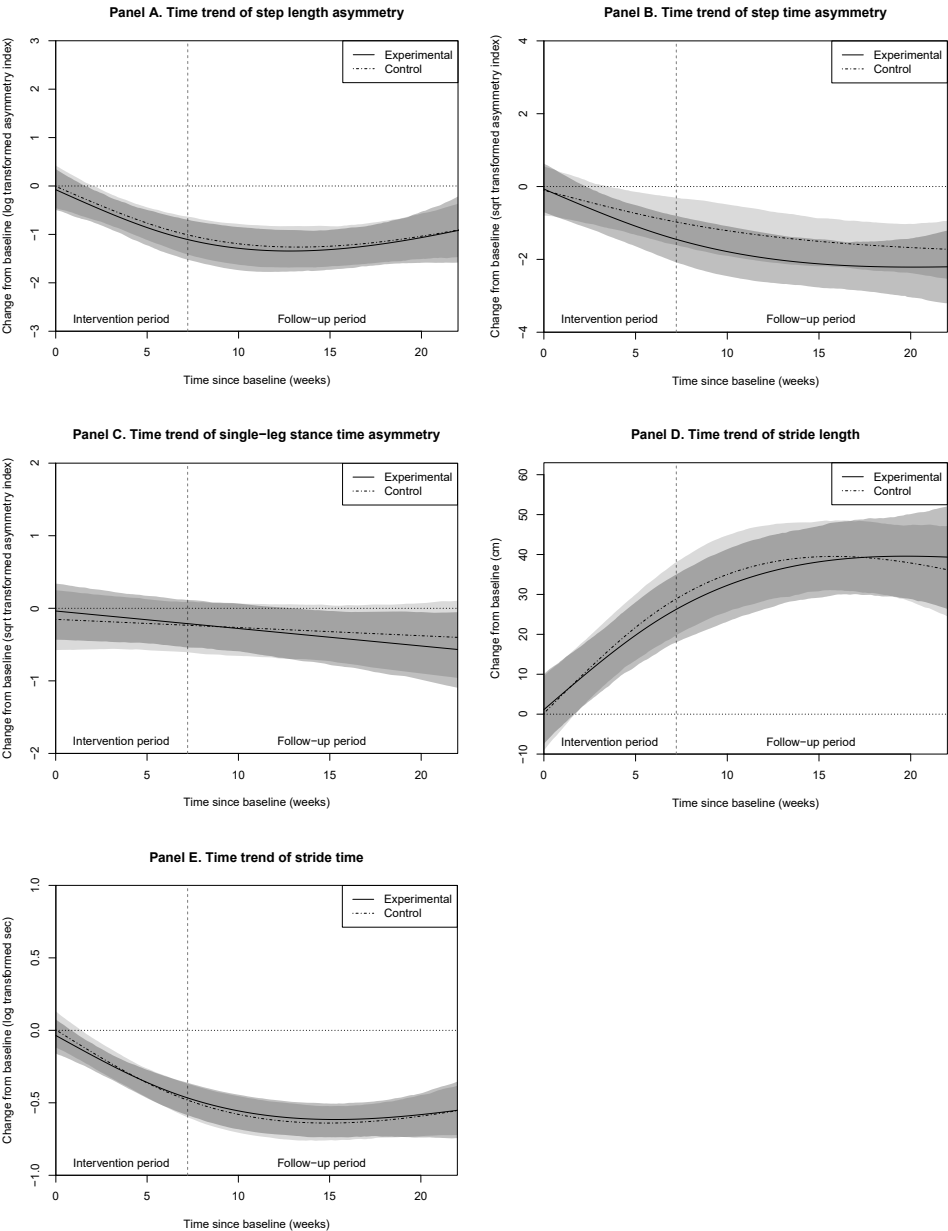 Panel A. Time trend of step length asymmetry
Change from baseline (log transformed asymmetry index)
3
2
1
0
−1
−2
−3
Experimental
Control
Intervention period
Follow-up period
0 5 10 15 20
Time since baseline (weeks)
Panel B. Time trend of step time asymmetry
Change from baseline (sqrt transformed asymmetry index)
4
2
0
−2
−4
Experimental
Control
Intervention period
Follow-up period
0 5 10 15 20
Time since baseline (weeks)
Panel C. Time trend of single−leg stance time asymmetry
Change from baseline (sqrt transformed asymmetry index)
2
1
0
−1
−2
Experimental
Control
Intervention period
Follow-up period
0 5 10 15 20
Time since baseline (weeks)
Panel D. Time trend of stride length
Change from baseline (cm)
60
50
40
30
20
10
0
−10
Experimental
Control
Intervention period
Follow-up period
0 5 10 15 20
Time since baseline (weeks)
Panel E. Time trend of stride time
Change from baseline (log transformed sec)
1.0
0.5
0.0
−0.5
−1.0
Experimental
Control
Intervention period
Follow-up period
0 5 10 15 20
Time since baseline (weeks)